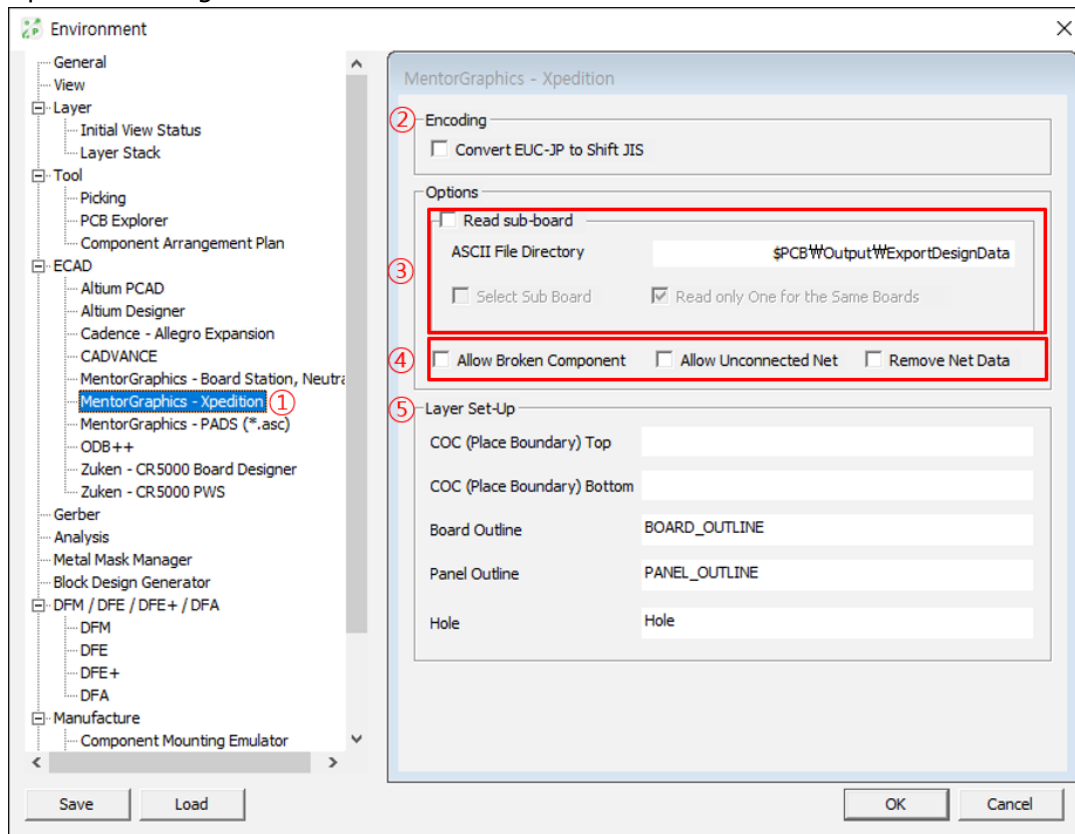 Environment
General
View
Layer
Initial View Status
Layer Stack
Tool
Picking
PCB Explorer
Component Arrangement Plan
ECAD
Altium PCAD
Altium Designer
Cadence - Allegro Expansion
CADVANCE
MentorGraphics - Board Station, Neutra
MentorGraphics - Xpedition ①
MentorGraphics - PADS (*.asc)
ODB++
Zuken - CR5000 Board Designer
Zuken - CR5000 PWS
Gerber
Analysis
Metal Mask Manager
Block Design Generator
DFM / DFE / DFE+ / DFA
DFM
DFE
DFE+
DFA
Manufacture
Component Mounting Emulator
Save Load
MentorGraphics - Xpedition
② Encoding
Convert EUC-JP to Shift JIS
Options
③ Read sub-board
ASCII File Directory $PCB₩Output₩ExportDesignData
Select Sub Board Read only One for the Same Boards
④ Allow Broken Component Allow Unconnected Net Remove Net Data
⑤ Layer Set-Up
COC (Place Boundary) Top
COC (Place Boundary) Bottom
Board Outline BOARD_OUTLINE
Panel Outline PANEL_OUTLINE
Hole Hole
OK Cancel